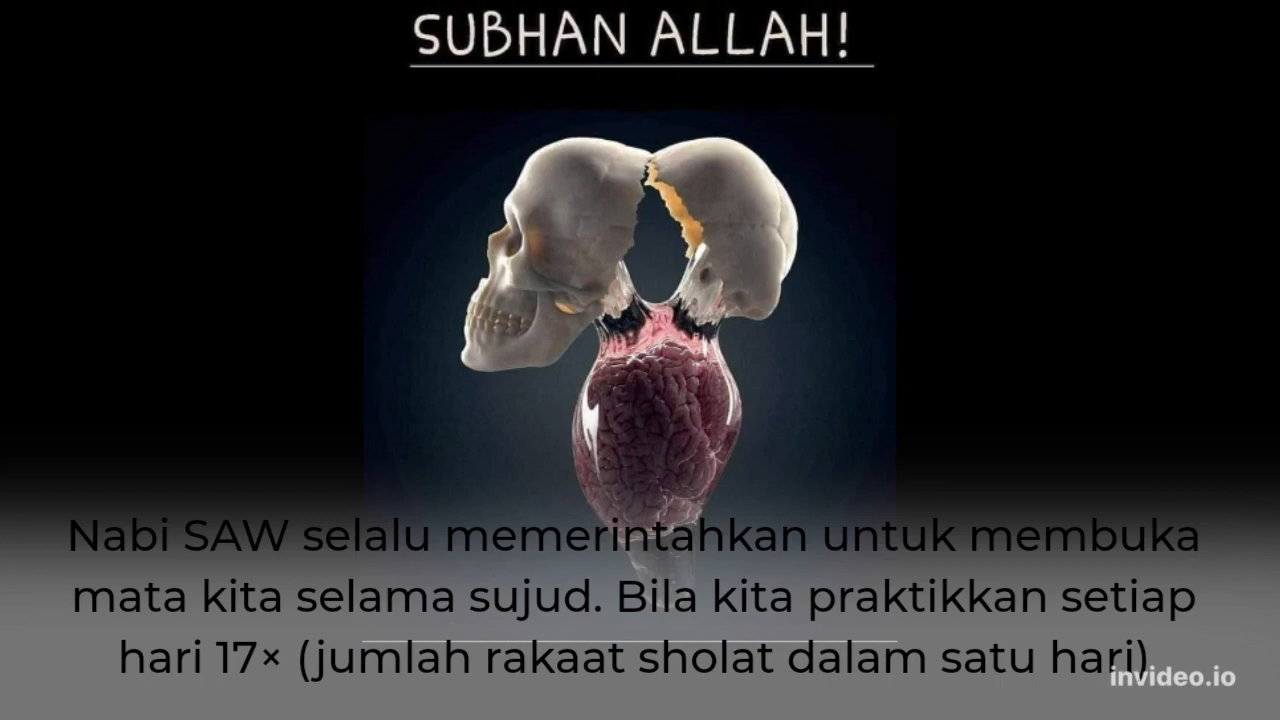 SUBHAN ALLAH!
Nabi SAW selalu memerintahkan untuk membuka
mata kita selama sujud. Bila kita praktikkan setiap
hari 17× (jumlah rakaat sholat dalam satu hari)
invideo.io